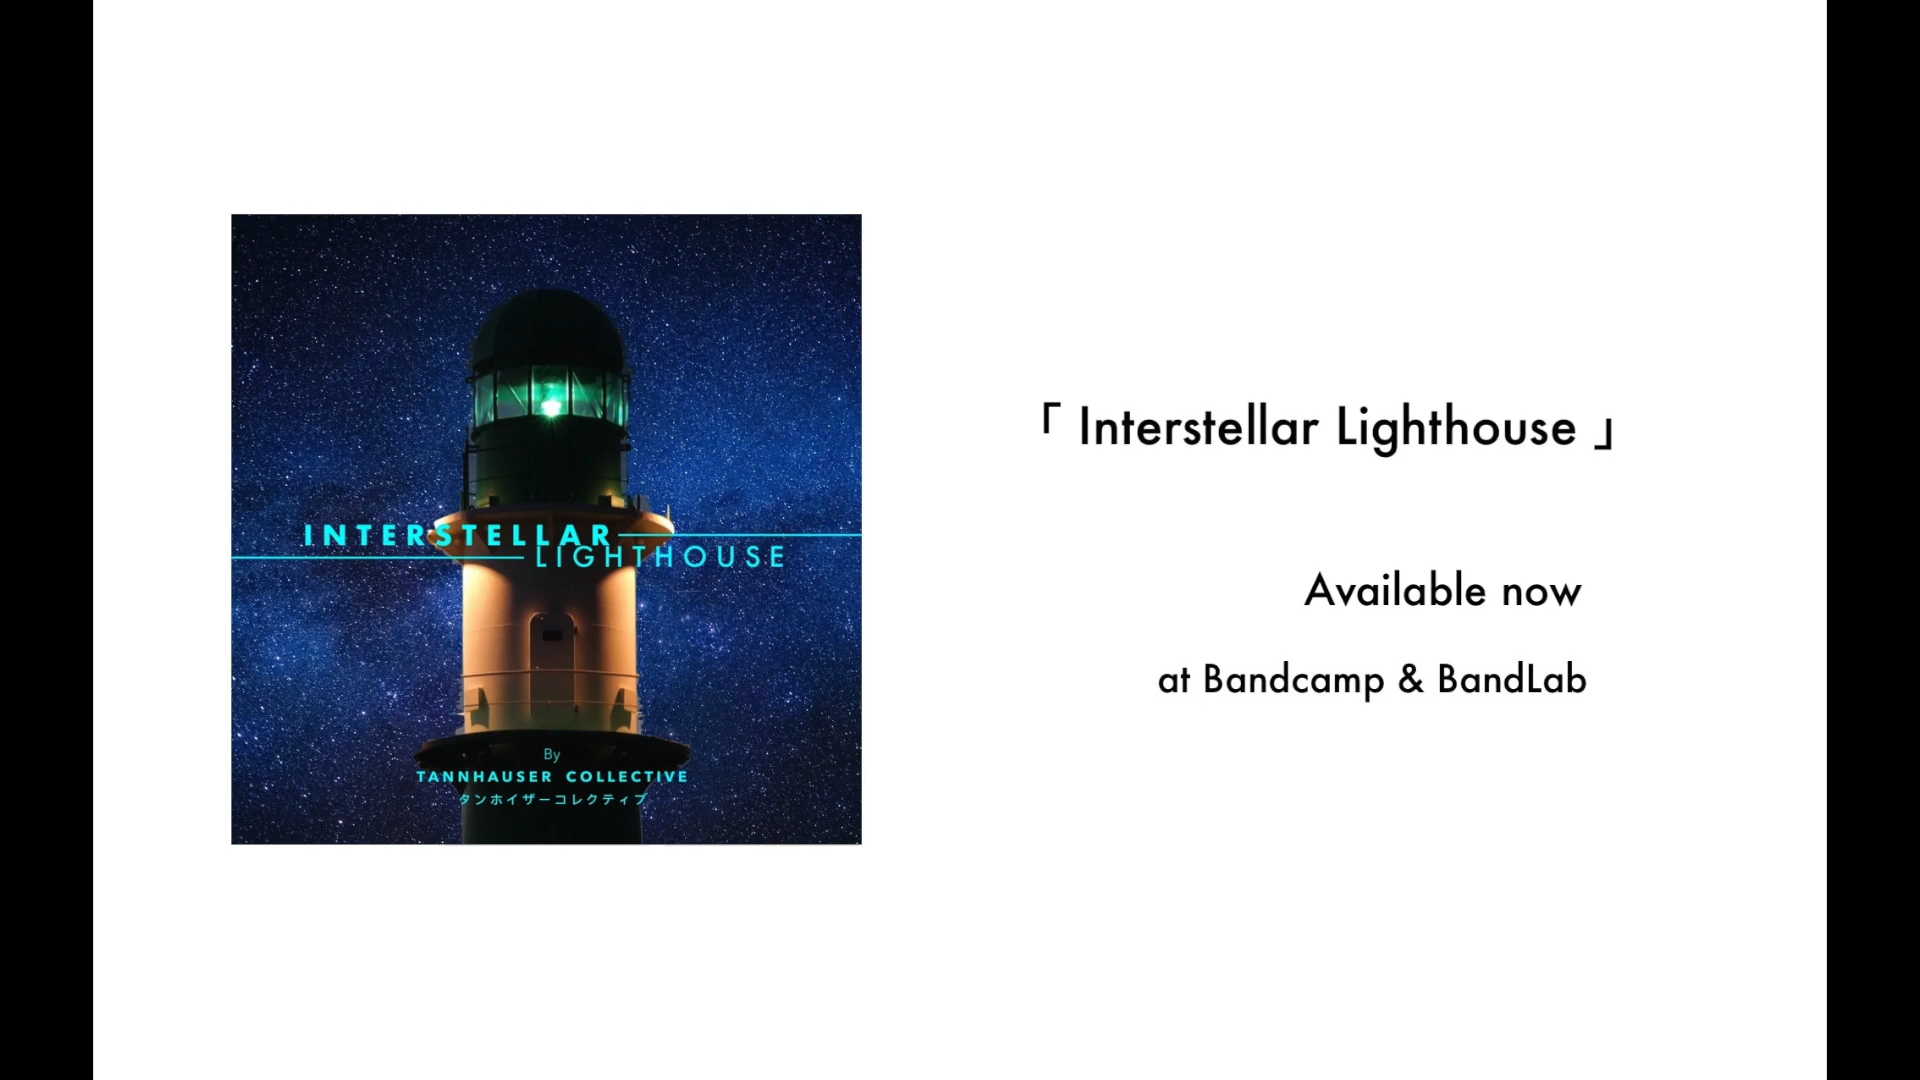 INTERSTELLAR
LIGHTHOUSE
By
TANNHAUSER COLLECTIVE
タンホイザーコレクティブ
「 Interstellar Lighthouse 」
Available now
at Bandcamp & BandLab